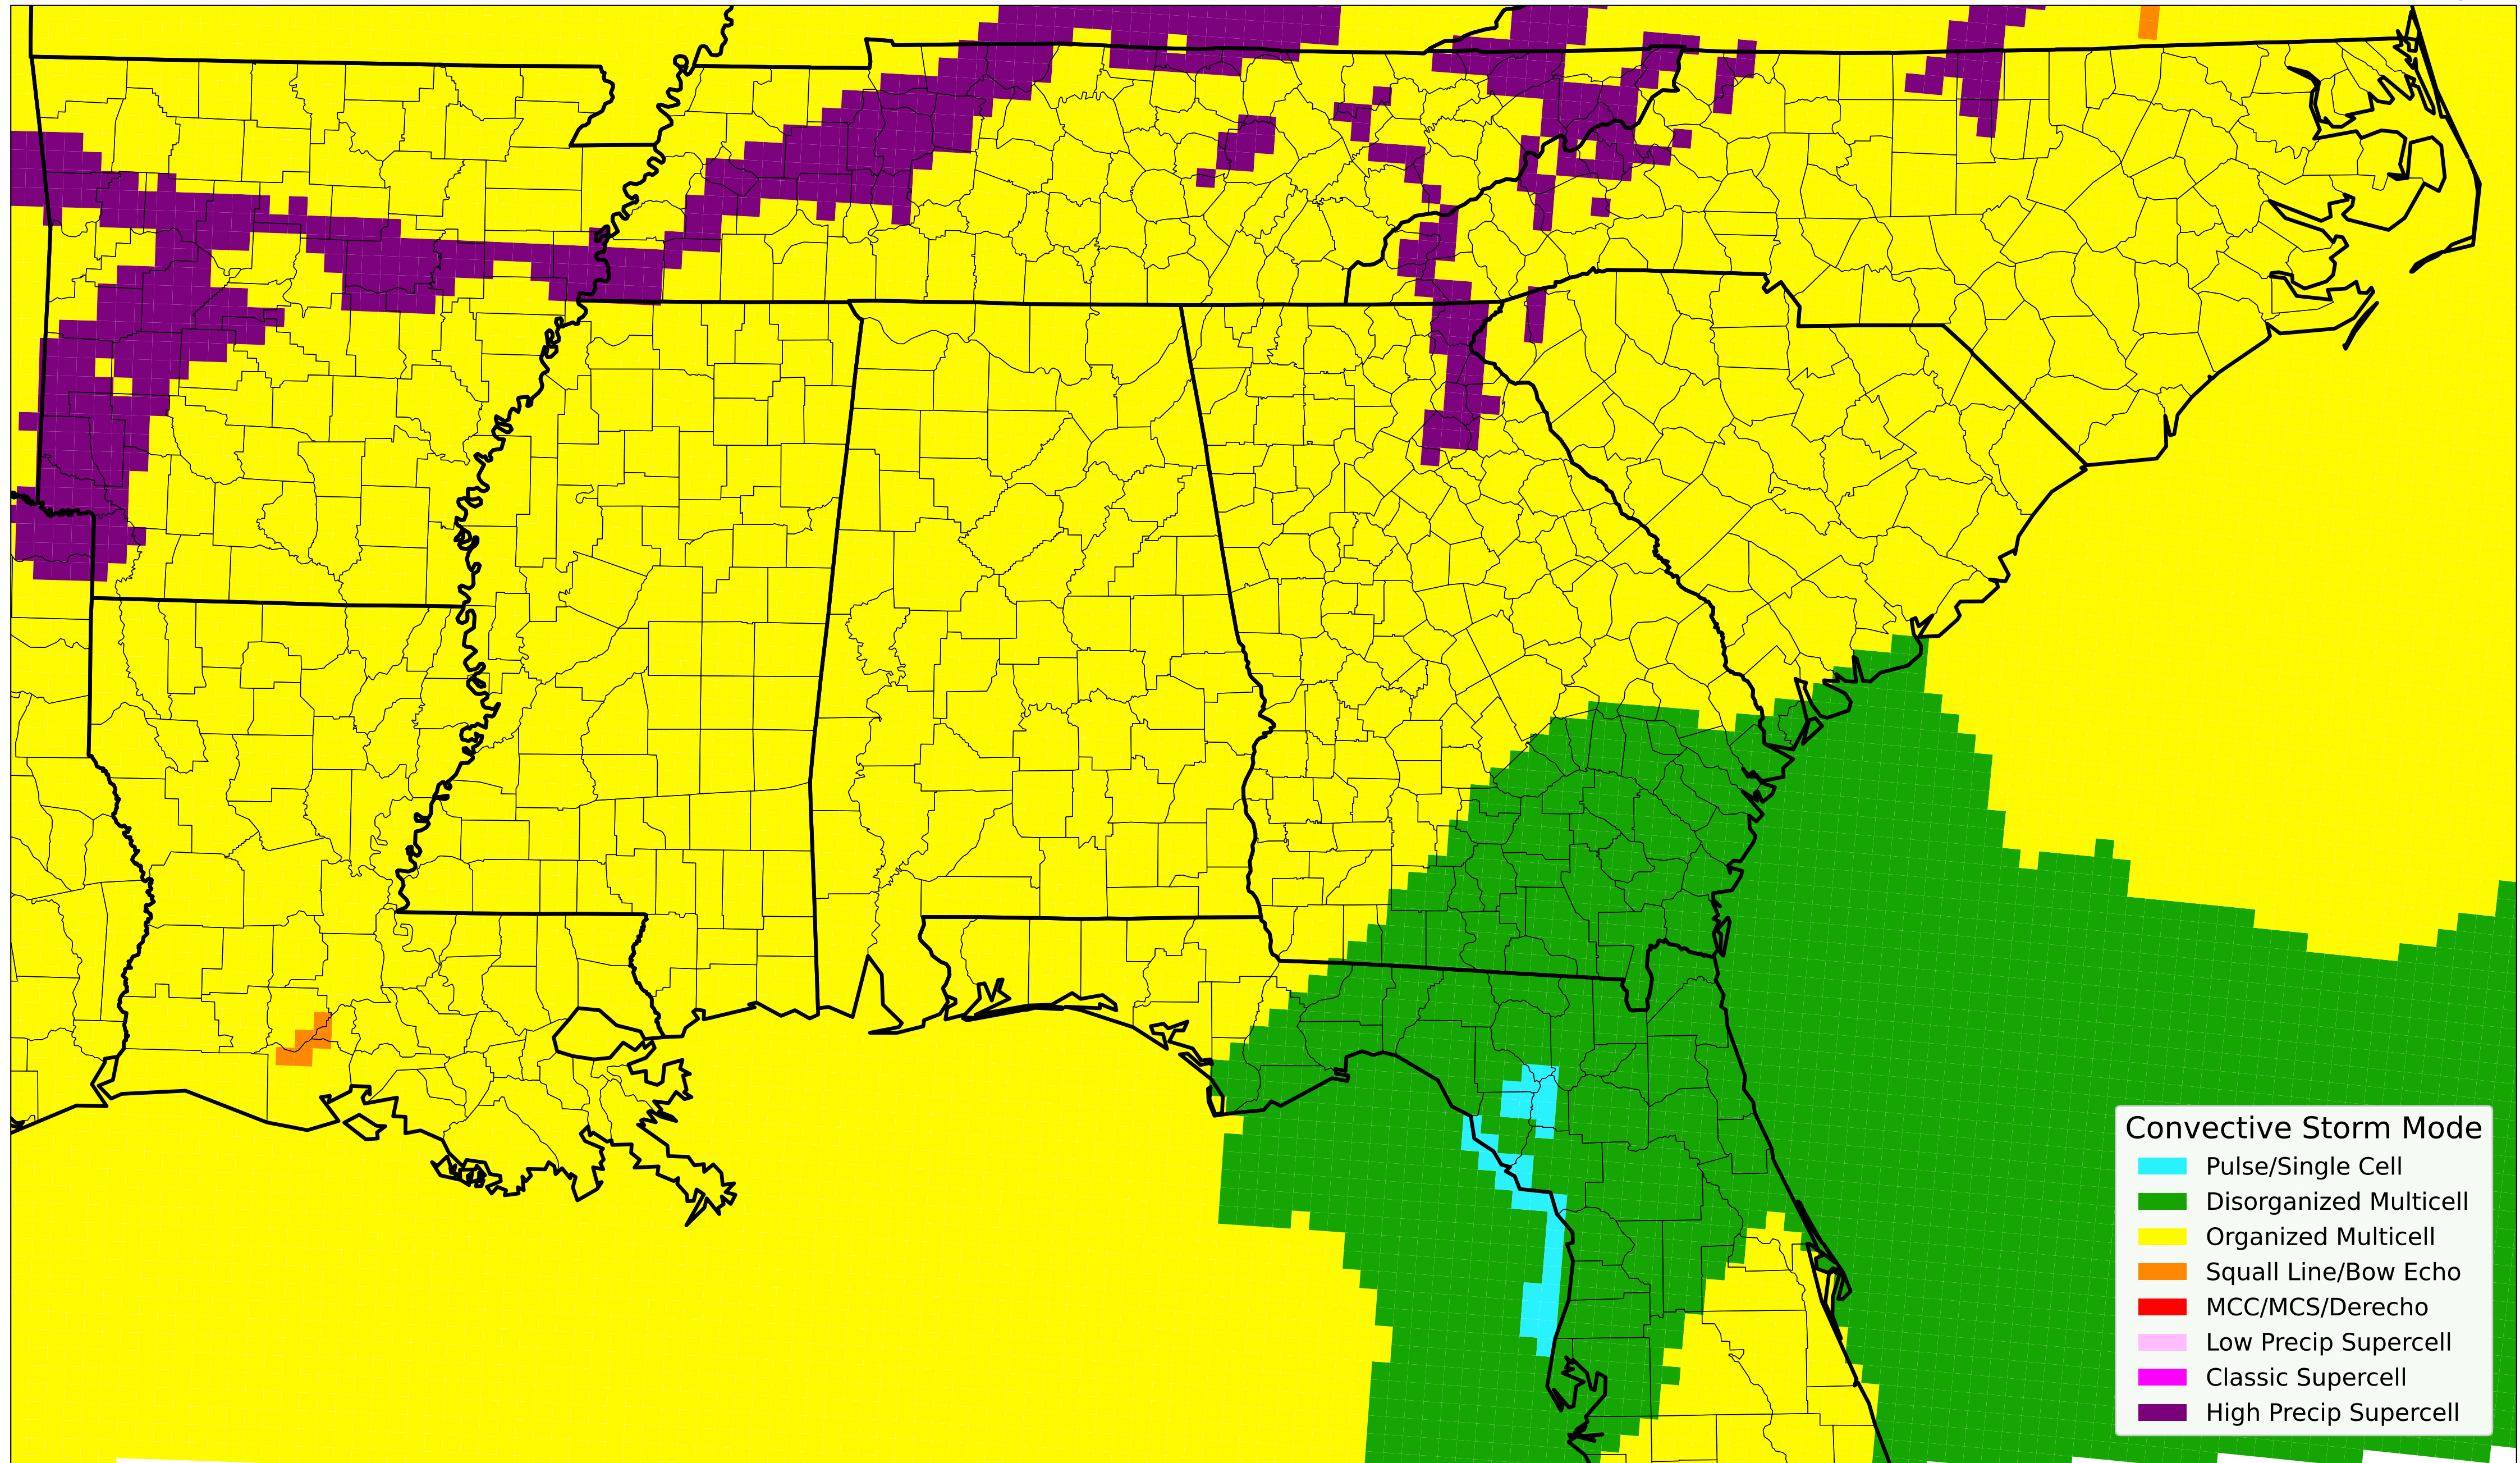 Convective Storm Mode
Pulse/Single Cell
Disorganized Multicell
Organized Multicell
Squall Line/Bow Echo
MCC/MCS/Derecho
Low Precip Supercell
Classic Supercell
High Precip Supercell